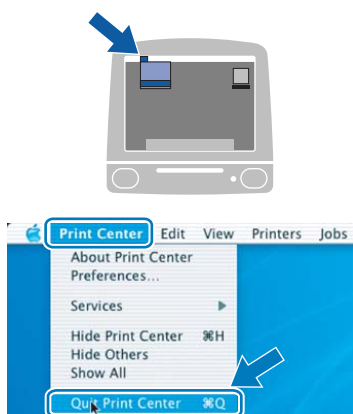 Print Center Edit View Printers Jobs
About Print Center
Preferences...
Services
Hide Print Center ⌘H
Hide Others
Show All
Quit Print Center ⌘Q